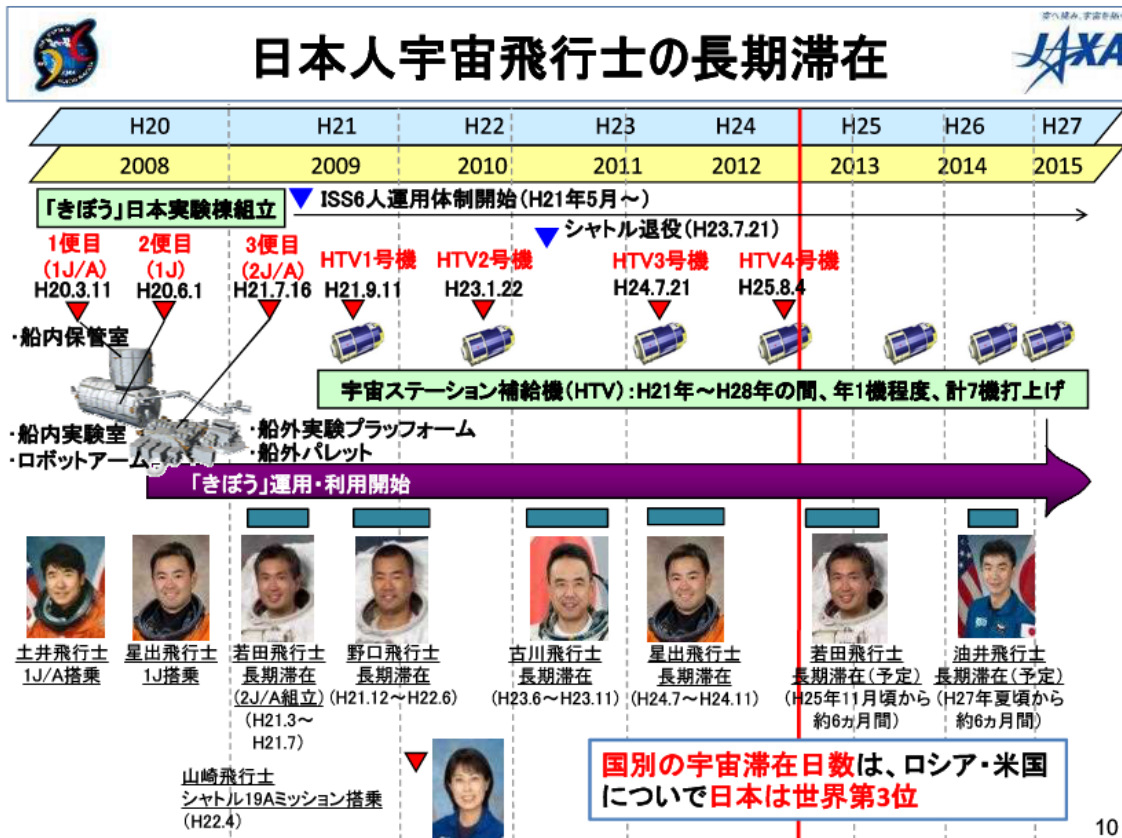 日本人宇宙飛行士の長期滞在
空へ挑み、宇宙を拓く
JAXA
H20 H21 H22 H23 H24 H25 H26 H27
2008 2009 2010 2011 2012 2013 2014 2015
「きぼう」日本実験棟組立
ISS6人運用体制開始(H21年5月～)
シャトル退役(H23.7.21)
1便目
(1J/A)
H20.3.11
2便目
(1J)
H20.6.1
3便目
(2J/A)
H21.7.16
HTV1号機
H21.9.11
HTV2号機
H23.1.22
HTV3号機
H24.7.21
HTV4号機
H25.8.4
・船内保管室
宇宙ステーション補給機(HTV):H21年～H28年の間、年1機程度、計7機打上げ
・船内実験室
・ロボットアーム
・船外実験プラッフォーム
・船外パレット
「きぼう」運用・利用開始
土井飛行士
1J/A搭乗
星出飛行士
1J搭乗
若田飛行士
長期滞在
(2J/A組立)
(H21.3～
H21.7)
野口飛行士
長期滞在
(H21.12～H22.6)
古川飛行士
長期滞在
(H23.6～H23.11)
星出飛行士
長期滞在
(H24.7～H24.11)
若田飛行士
長期滞在(予定)
(H25年11月頃から
約6ヵ月間)
油井飛行士
長期滞在(予定)
(H27年夏頃から
約6ヵ月間)
山崎飛行士
シャトル19Aミッション搭乗
(H22.4)
国別の宇宙滞在日数は、ロシア・米国
についで日本は世界第3位
10